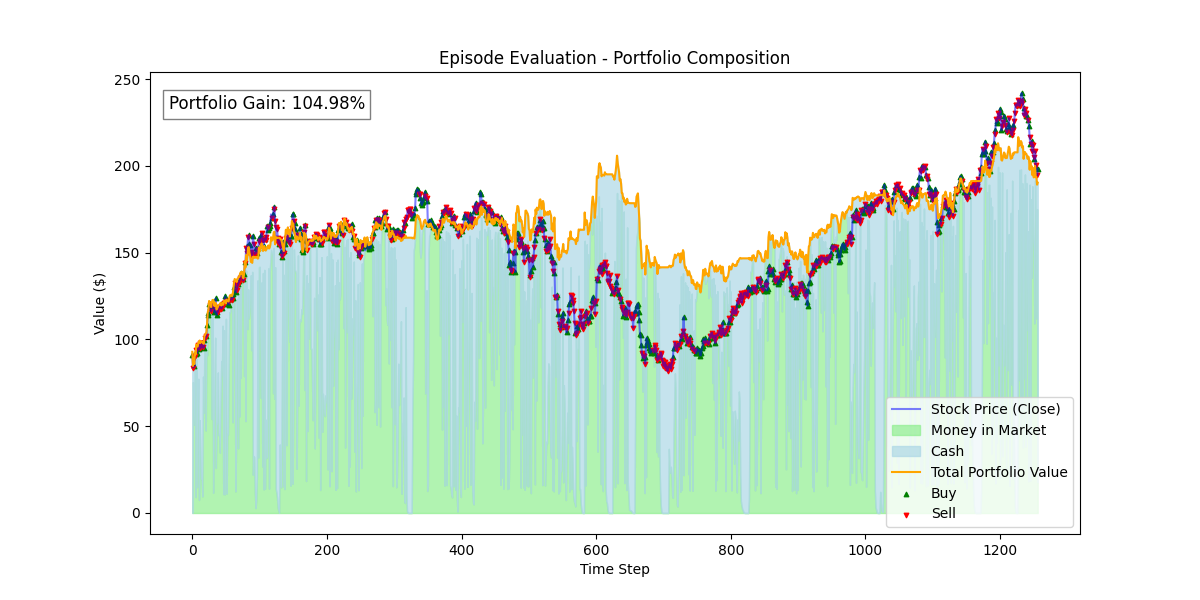 Episode Evaluation - Portfolio Composition
Portfolio Gain: 104.98%
Value ($)
250
200
150
100
50
0
0 200 400 600 800 1000 1200
Time Step
Stock Price (Close)
Money in Market
Cash
Total Portfolio Value
Buy
Sell